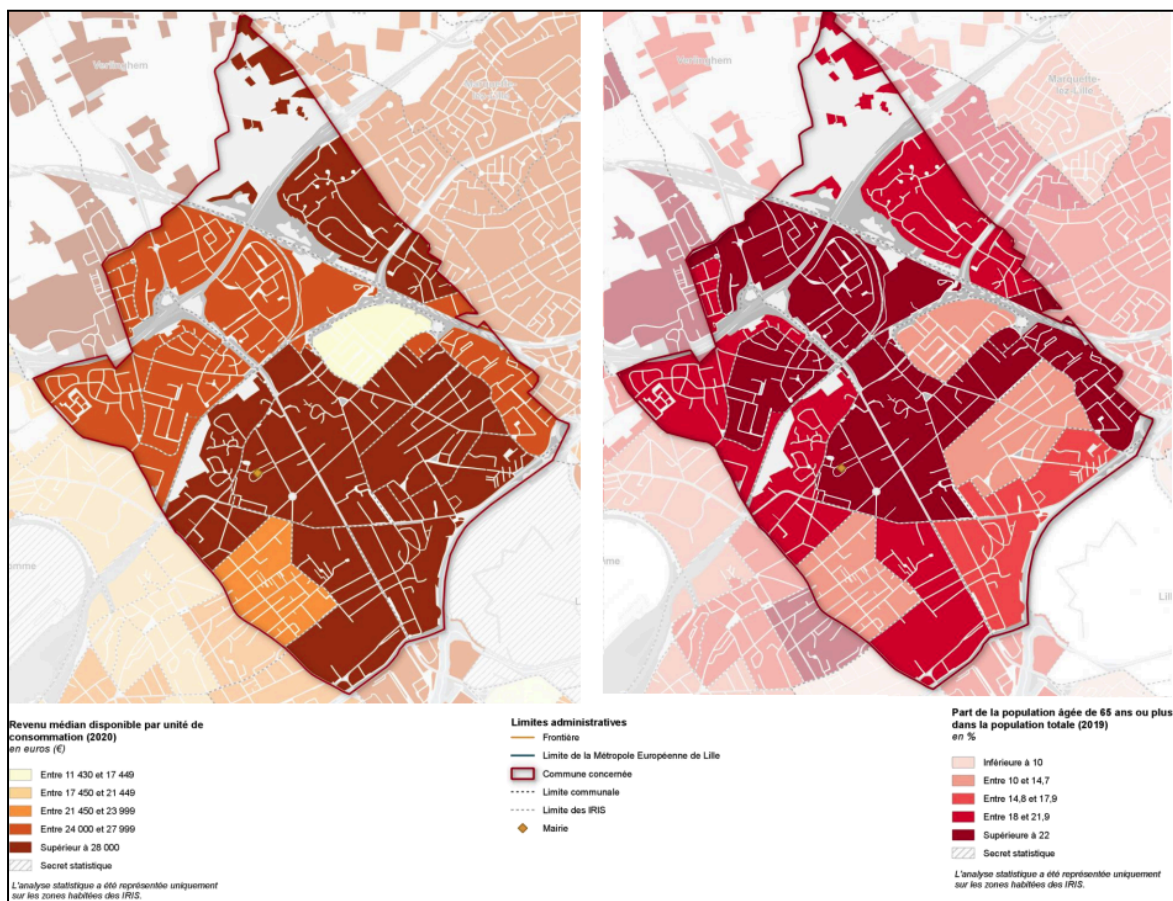 Verlinghem
Marquette-
lez-Lille
Verlinghem
Marquette-
lez-Lille
Lill
Revenu médian disponible par unité de
consommation (2020)
en euros (€)
Entre 11 430 et 17 449
Entre 17 450 et 21 449
Entre 21 450 et 23 999
Entre 24 000 et 27 999
Supérieur à 28 000
Secret statistique
L'analyse statistique a été représentée uniquement
sur les zones habitées des IRIS.
Limites administratives
Frontière
Limite de la Métropole Européenne de Lille
Commune concernée
Limite communale
Limite des IRIS
Mairie
Part de la population âgée de 65 ans ou plus
dans la population totale (2019)
en %
Inférieure à 10
Entre 10 et 14,7
Entre 14,8 et 17,9
Entre 18 et 21,9
Supérieure à 22
Secret statistique
L'analyse statistique a été représentée uniquement
sur les zones habitées des IRIS.